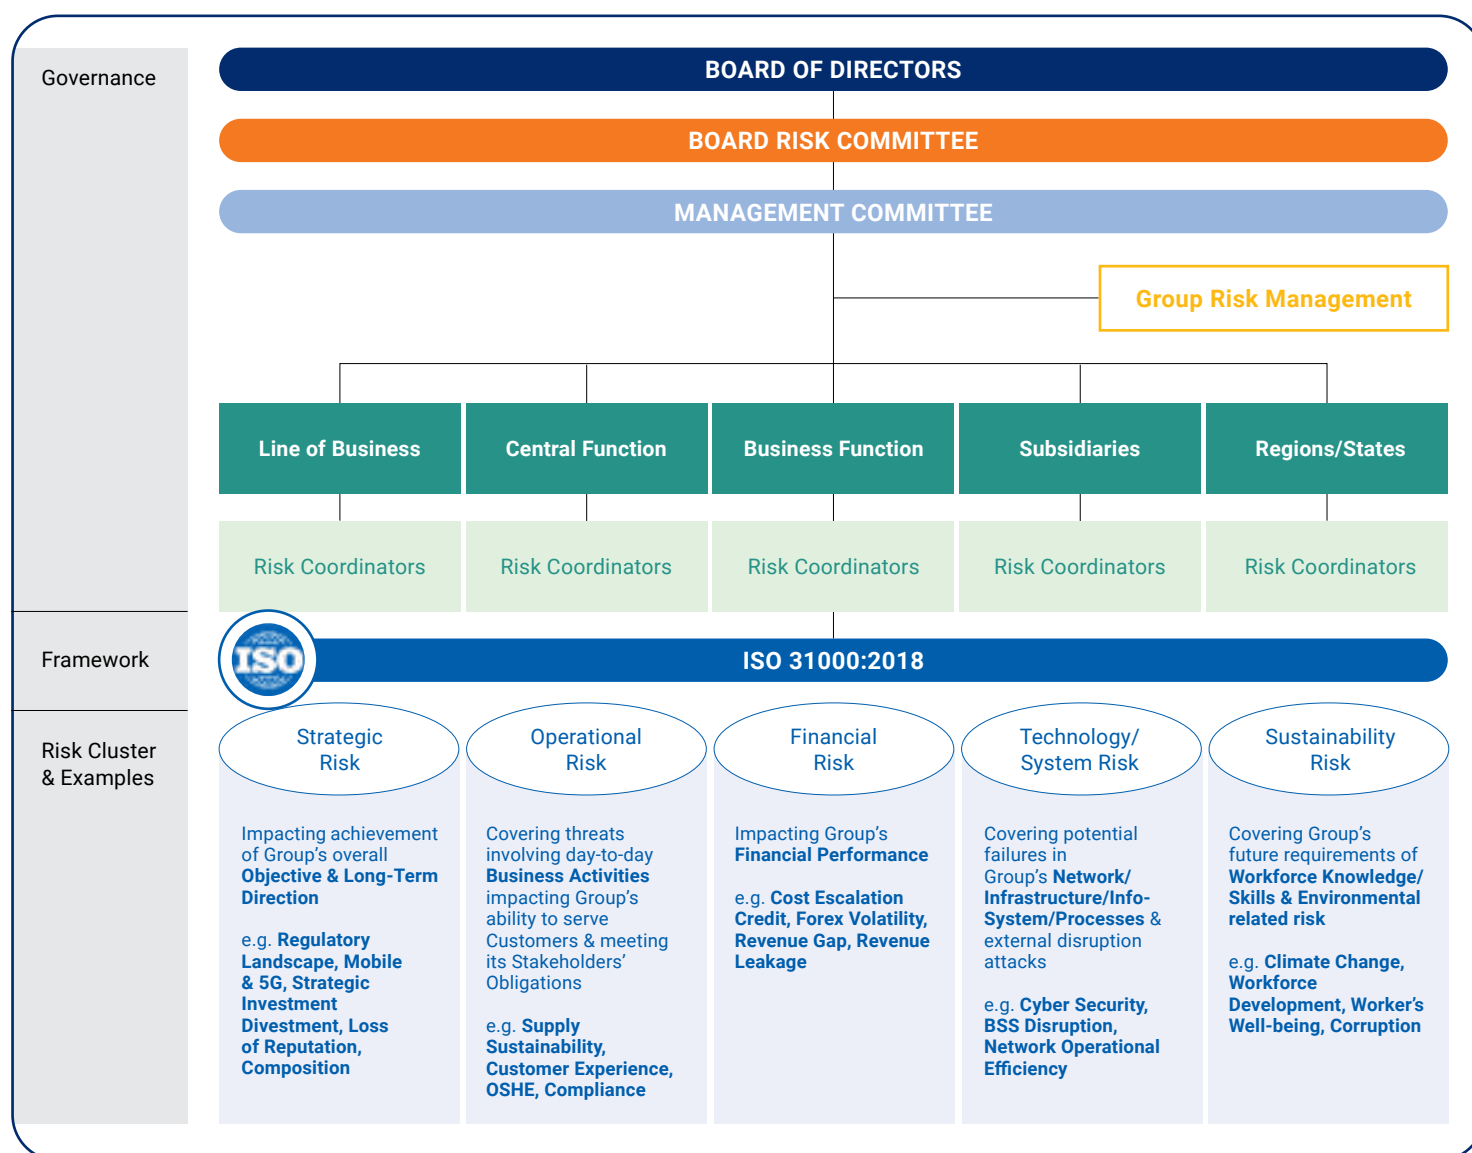 Governance
BOARD OF DIRECTORS
BOARD RISK COMMITTEE
MANAGEMENT COMMITTEE
Group Risk Management
Line of Business
Central Function
Business Function
Subsidiaries
Regions/States
Risk Coordinators
Risk Coordinators
Risk Coordinators
Risk Coordinators
Risk Coordinators
Framework
ISO
ISO 31000:2018
Risk Cluster
& Examples
Strategic
Risk
Impacting achievement
of Group's overall
Objective & Long-Term
Direction
e.g. Regulatory
Landscape, Mobile
& 5G, Strategic
Investment
Divestment, Loss
of Reputation,
Composition
Operational
Risk
Covering threats
involving day-to-day
Business Activities
impacting Group's
ability to serve
Customers & meeting
its Stakeholders'
Obligations
e.g. Supply
Sustainability,
Customer Experience,
OSHE, Compliance
Financial
Risk
Impacting Group's
Financial Performance
e.g. Cost Escalation
Credit, Forex Volatility,
Revenue Gap, Revenue
Leakage
Technology/
System Risk
Covering potential
failures in
Group's Network/
Infrastructure/Info-
System/Processes &
external disruption
attacks
e.g. Cyber Security,
BSS Disruption,
Network Operational
Efficiency
Sustainability
Risk
Covering Group's
future requirements of
Workforce Knowledge/
Skills & Environmental
related risk
e.g. Climate Change,
Workforce
Development, Worker's
Well-being, Corruption